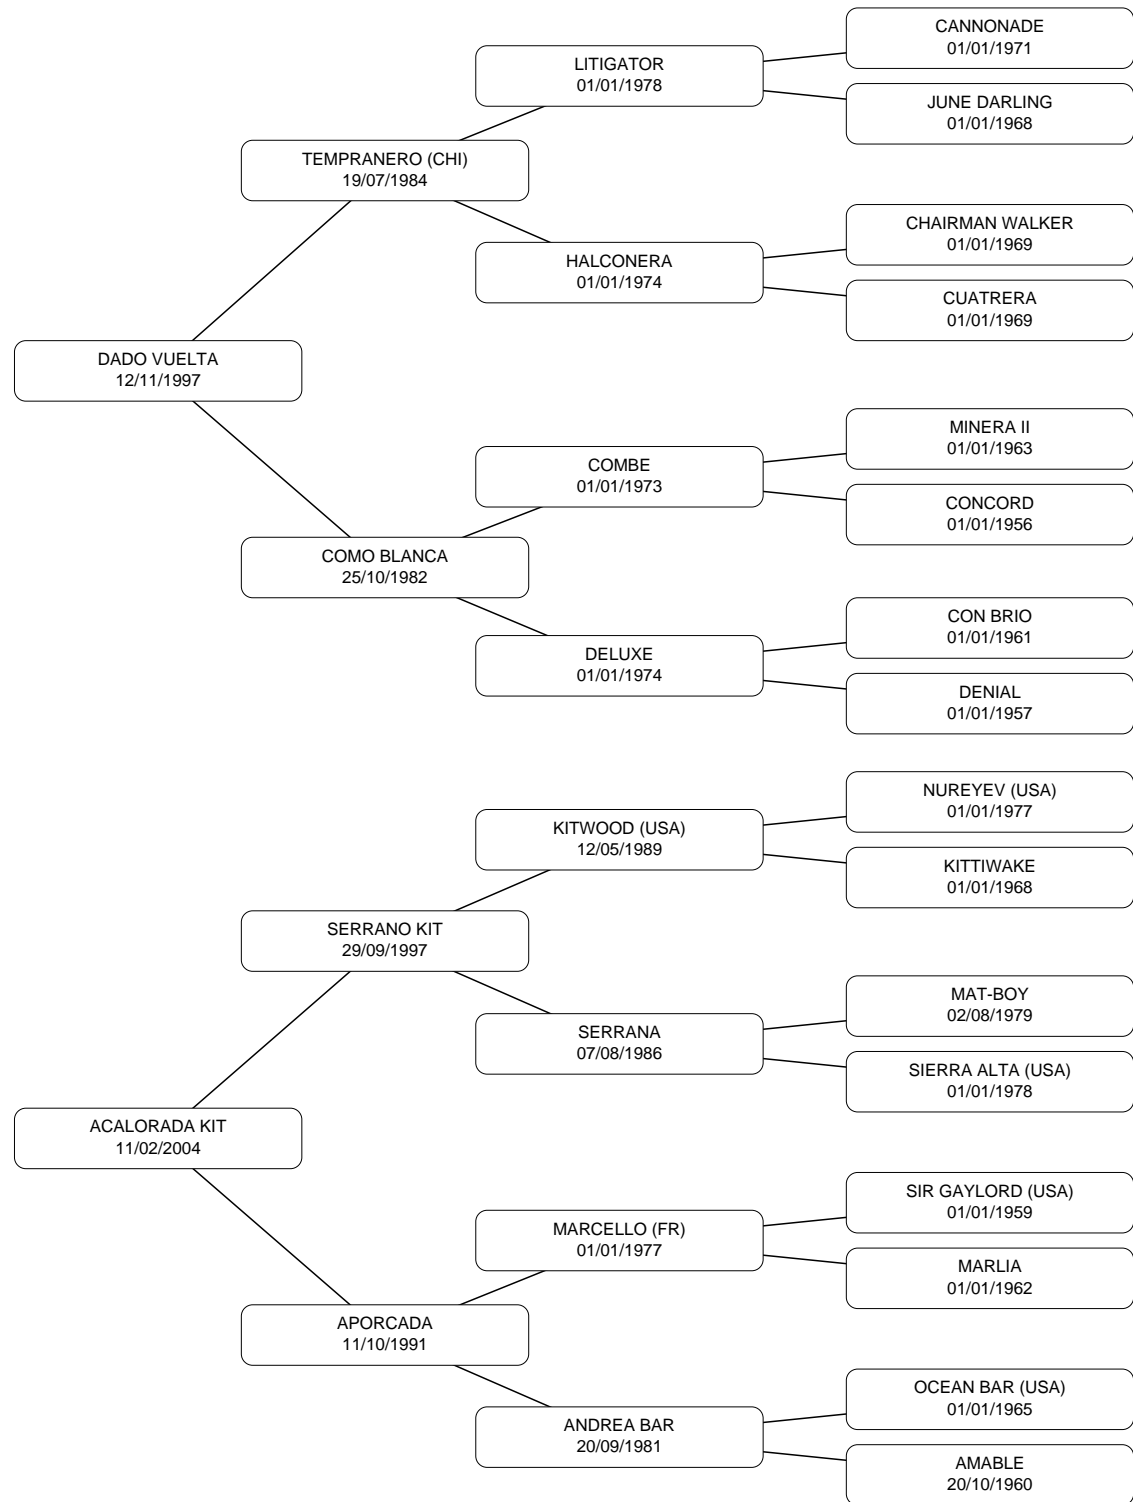 CANNONADE
01/01/1971
LITIGATOR
01/01/1978
JUNE DARLING
01/01/1968
TEMPRANERO (CHI)
19/07/1984
CHAIRMAN WALKER
01/01/1969
HALCONERA
01/01/1974
CUATRERA
01/01/1969
DADO VUELTA
12/11/1997
MINERA II
01/01/1963
COMBE
01/01/1973
CONCORD
01/01/1956
COMO BLANCA
25/10/1982
CON BRIO
01/01/1961
DELUXE
01/01/1974
DENIAL
01/01/1957
NUREYEV (USA)
01/01/1977
KITWOOD (USA)
12/05/1989
KITTIWAKE
01/01/1968
SERRANO KIT
29/09/1997
MAT-BOY
02/08/1979
SERRANA
07/08/1986
SIERRA ALTA (USA)
01/01/1978
ACALORADA KIT
11/02/2004
SIR GAYLORD (USA)
01/01/1959
MARCELLO (FR)
01/01/1977
MARLIA
01/01/1962
APORCADA
11/10/1991
OCEAN BAR (USA)
01/01/1965
ANDREA BAR
20/09/1981
AMABLE
20/10/1960